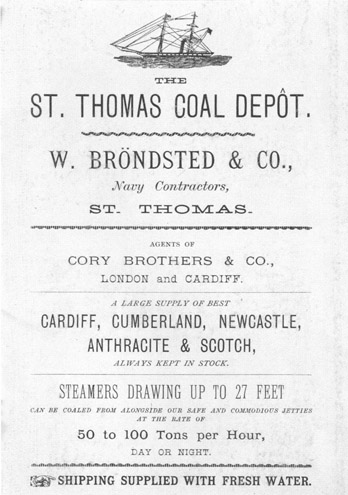 THE
ST. THOMAS COAL DEPÔT.
W. BRÖNDSTED & CO.,
Navy Contractors,
ST. THOMAS.
AGENTS OF
CORY BROTHERS & CO.,
LONDON and CARDIFF.
A LARGE SUPPLY OF BEST
CARDIFF, CUMBERLAND, NEWCASTLE,
ANTHRACITE & SCOTCH,
ALWAYS KEPT IN STOCK.
STEAMERS DRAWING UP TO 27 FEET
CAN BE COALED FROM ALONGSIDE OUR SAFE AND COMMODIOUS JETTIES
AT THE RATE OF
50 to 100 Tons per Hour,
DAY OR NIGHT.
SHIPPING SUPPLIED WITH FRESH WATER.